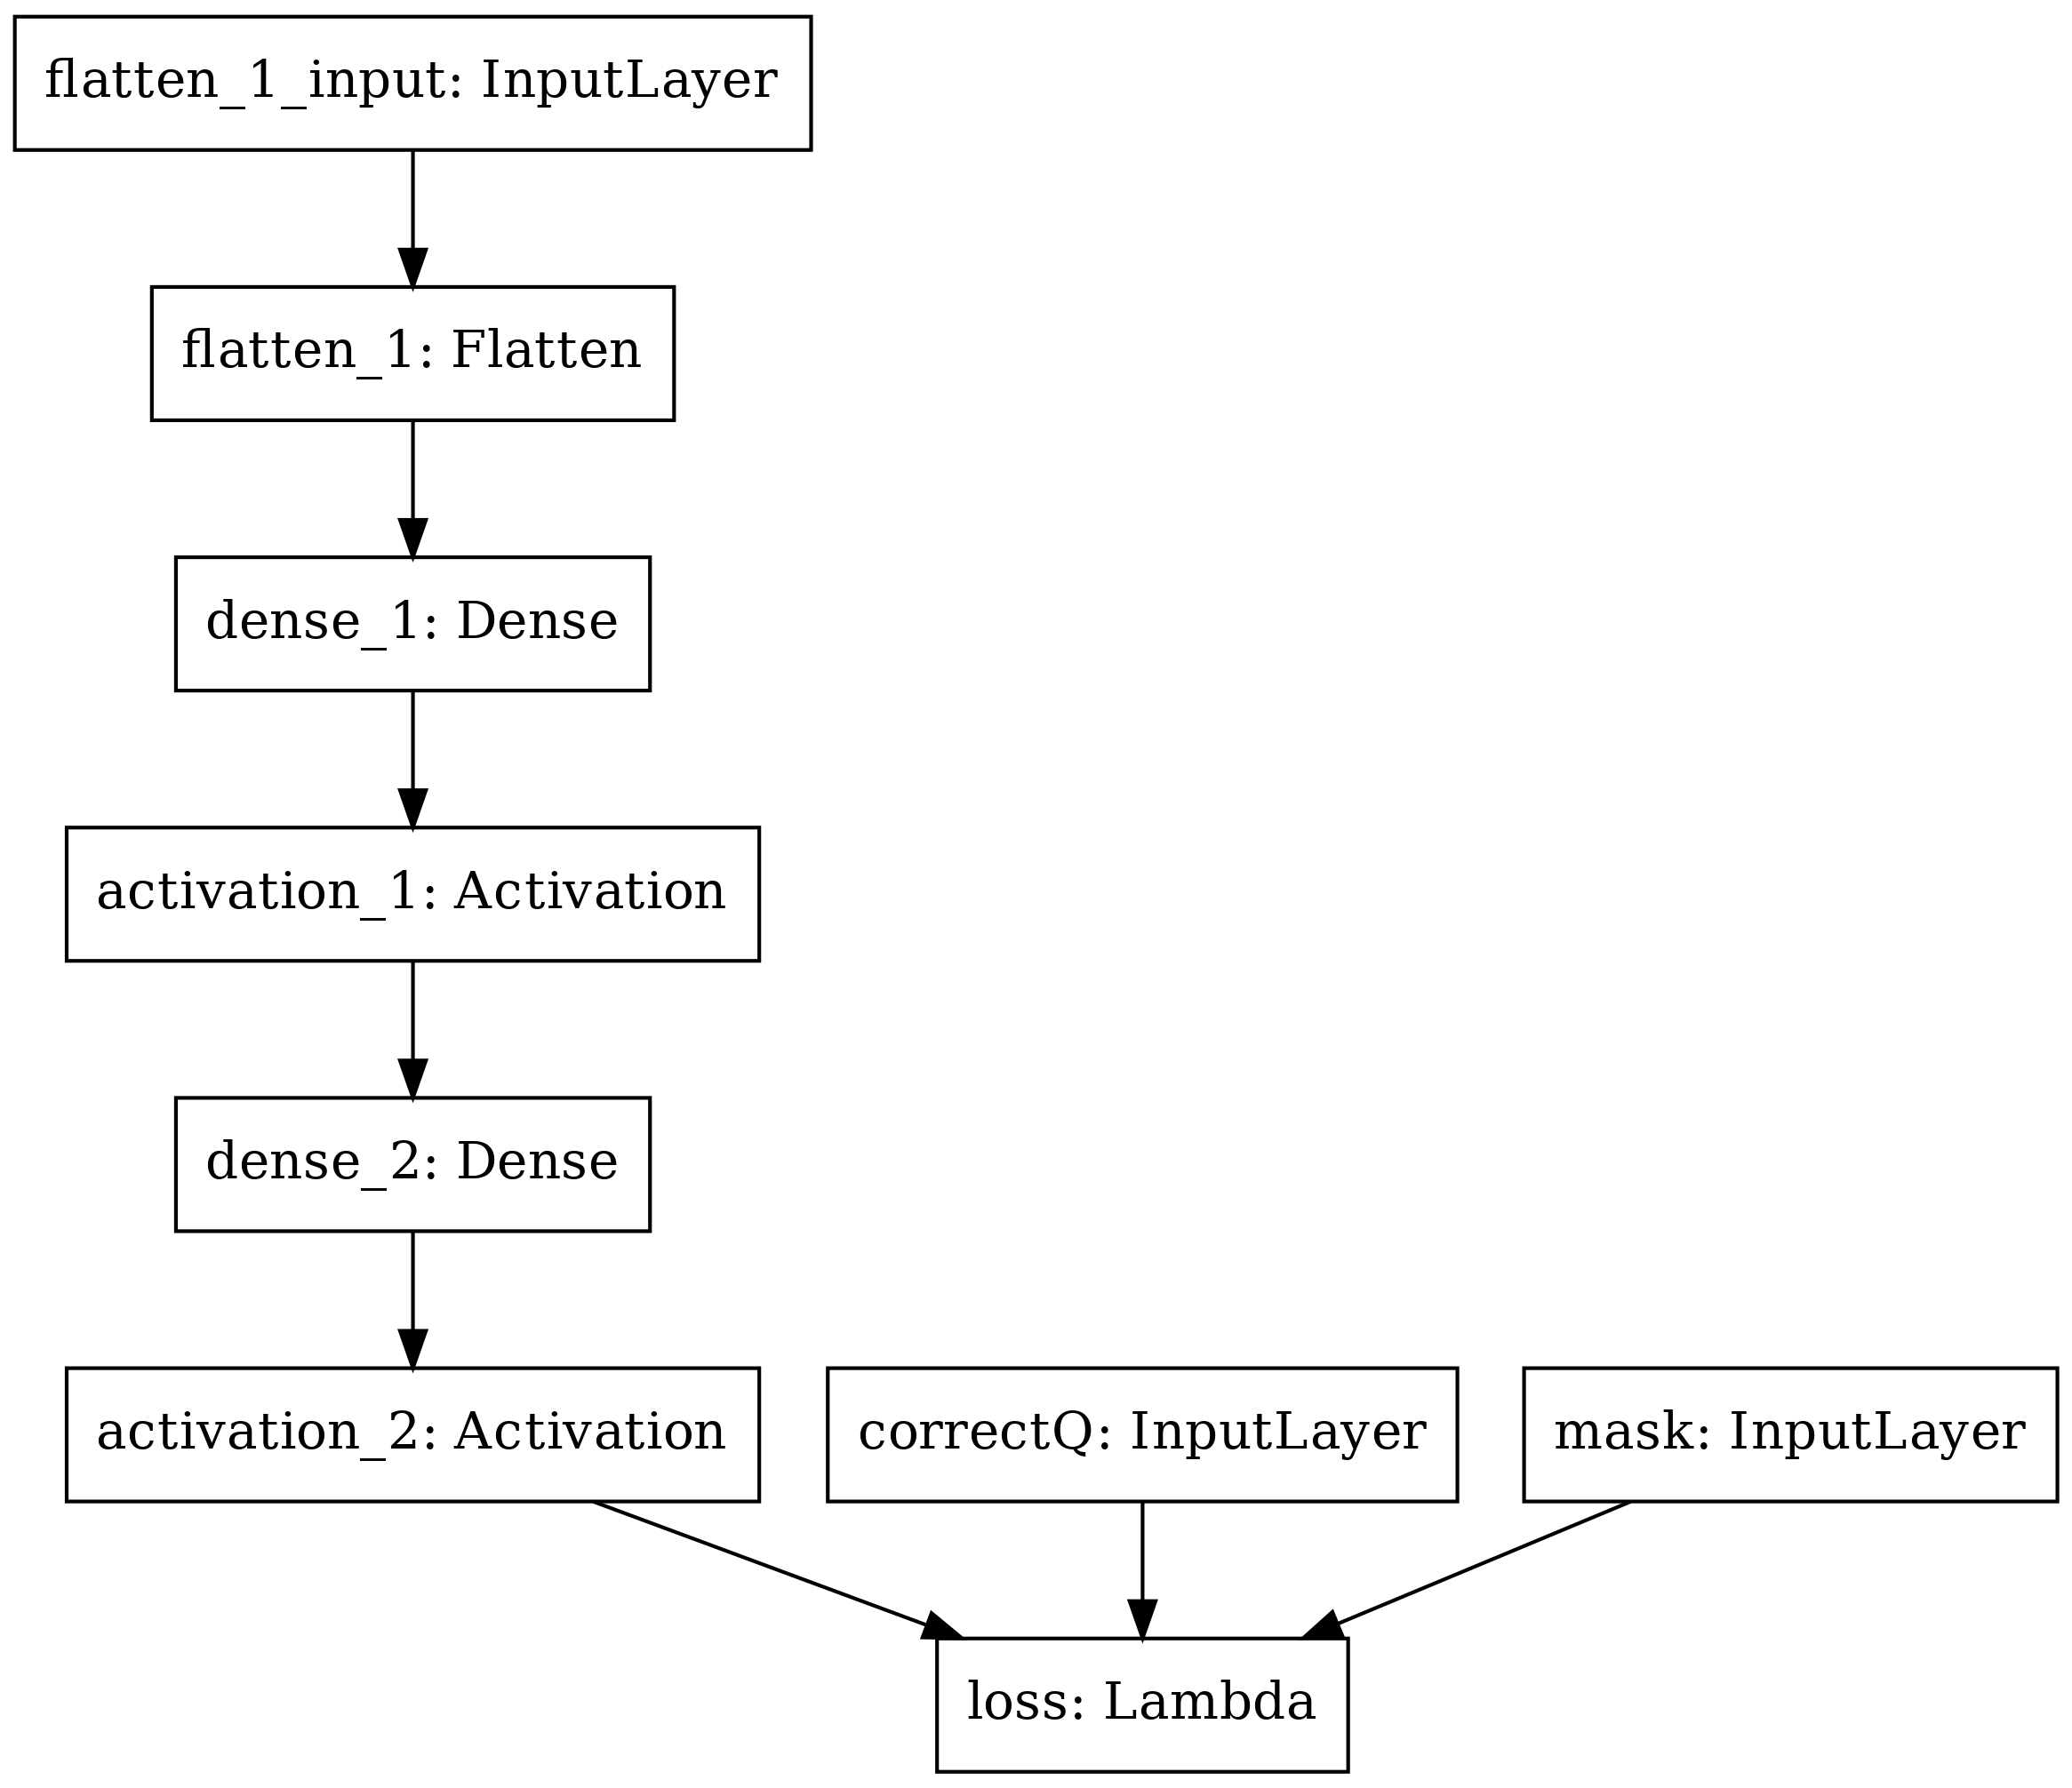 flatten_1_input: InputLayer
flatten_1: Flatten
dense_1: Dense
activation_1: Activation
dense_2: Dense
activation_2: Activation
correctQ: InputLayer
mask: InputLayer
loss: Lambda